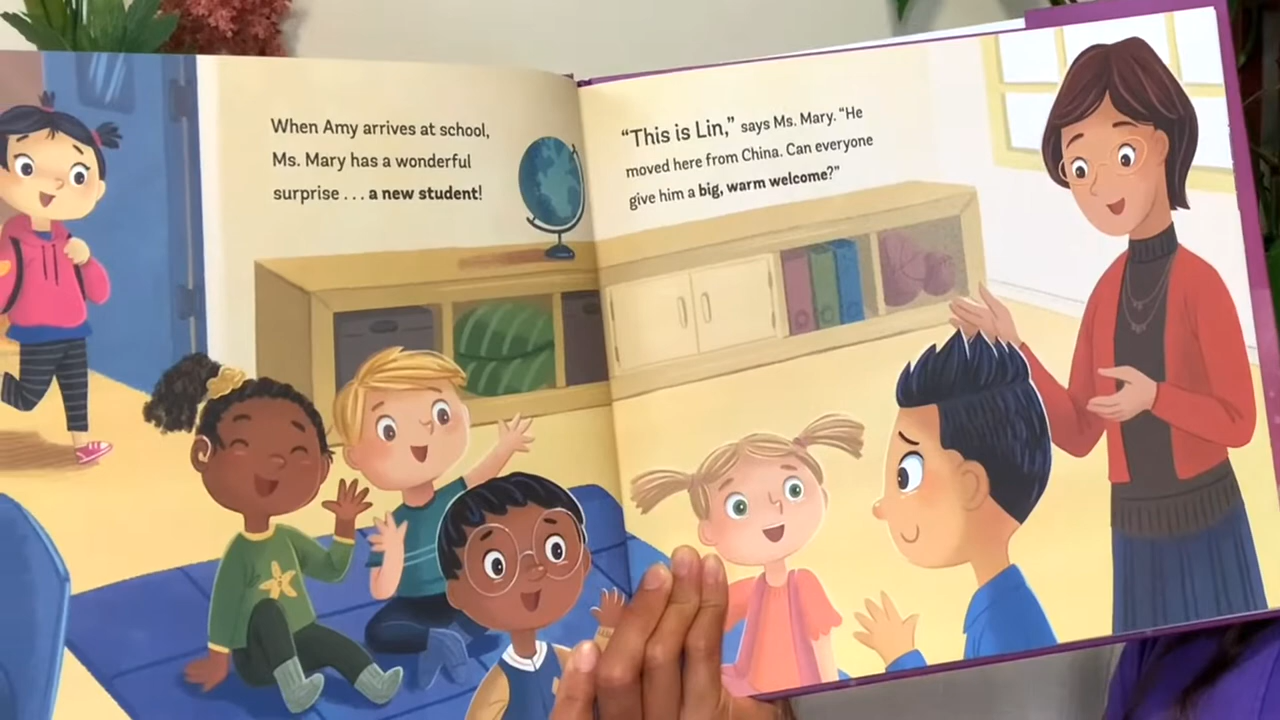 When Amy arrives at school,
Ms. Mary has a wonderful
surprise . . . a new student!
“This is Lin,” says Ms. Mary. “He
moved here from China. Can everyone
give him a big, warm welcome?”